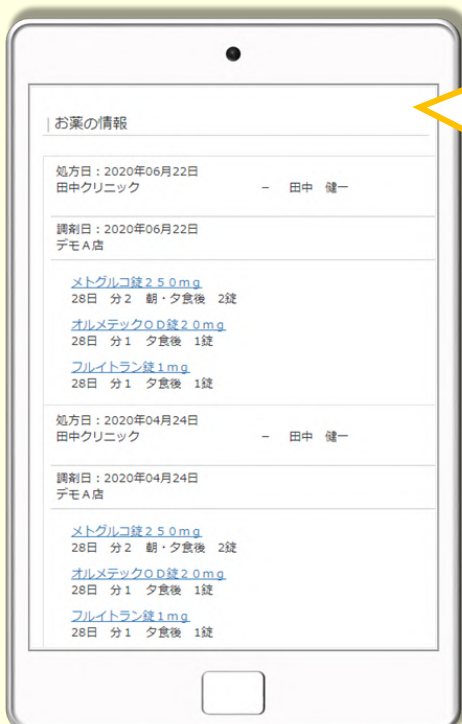 お薬の情報
処方日：2020年06月22日
田中クリニック － 田中 健一
調剤日：2020年06月22日
デモＡ店
メトグルコ錠２５０ｍｇ
28日 分２ 朝・夕食後 2錠
オルメテックＯＤ錠２０ｍｇ
28日 分１ 夕食後 1錠
フルイトラン錠１ｍｇ
28日 分１ 夕食後 1錠
処方日：2020年04月24日
田中クリニック － 田中 健一
調剤日：2020年04月24日
デモＡ店
メトグルコ錠２５０ｍｇ
28日 分２ 朝・夕食後 2錠
オルメテックＯＤ錠２０ｍｇ
28日 分１ 夕食後 1錠
フルイトラン錠１ｍｇ
28日 分１ 夕食後 1錠